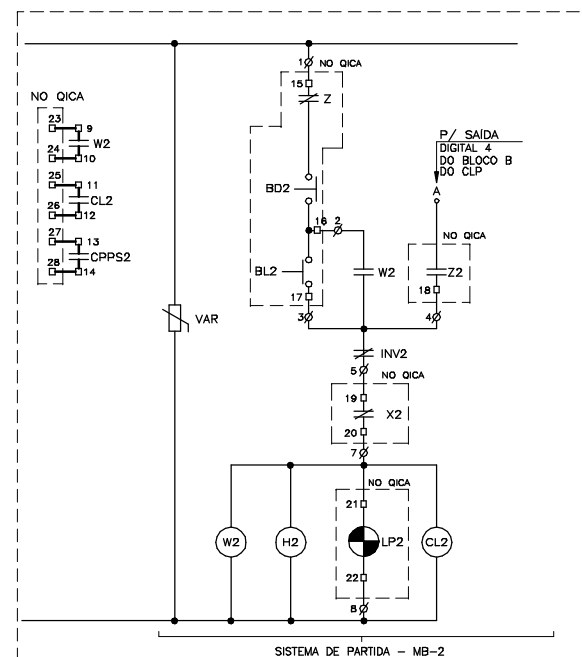 1
NO QICA
15
Z
NO QICA
23
9
W2
24
10
25
11
CL2
26
12
27
13
CPPS2
28
14
P/ SAÍDA
DIGITAL 4
DO BLOCO B
DO CLP
A
BD2
16
2
NO QICA
BL2
W2
Z2
17
18
3
4
VAR
INV2
5
NO QICA
19
X2
20
7
NO QICA
21
W2
H2
LP2
CL2
22
8
SISTEMA DE PARTIDA – MB-2